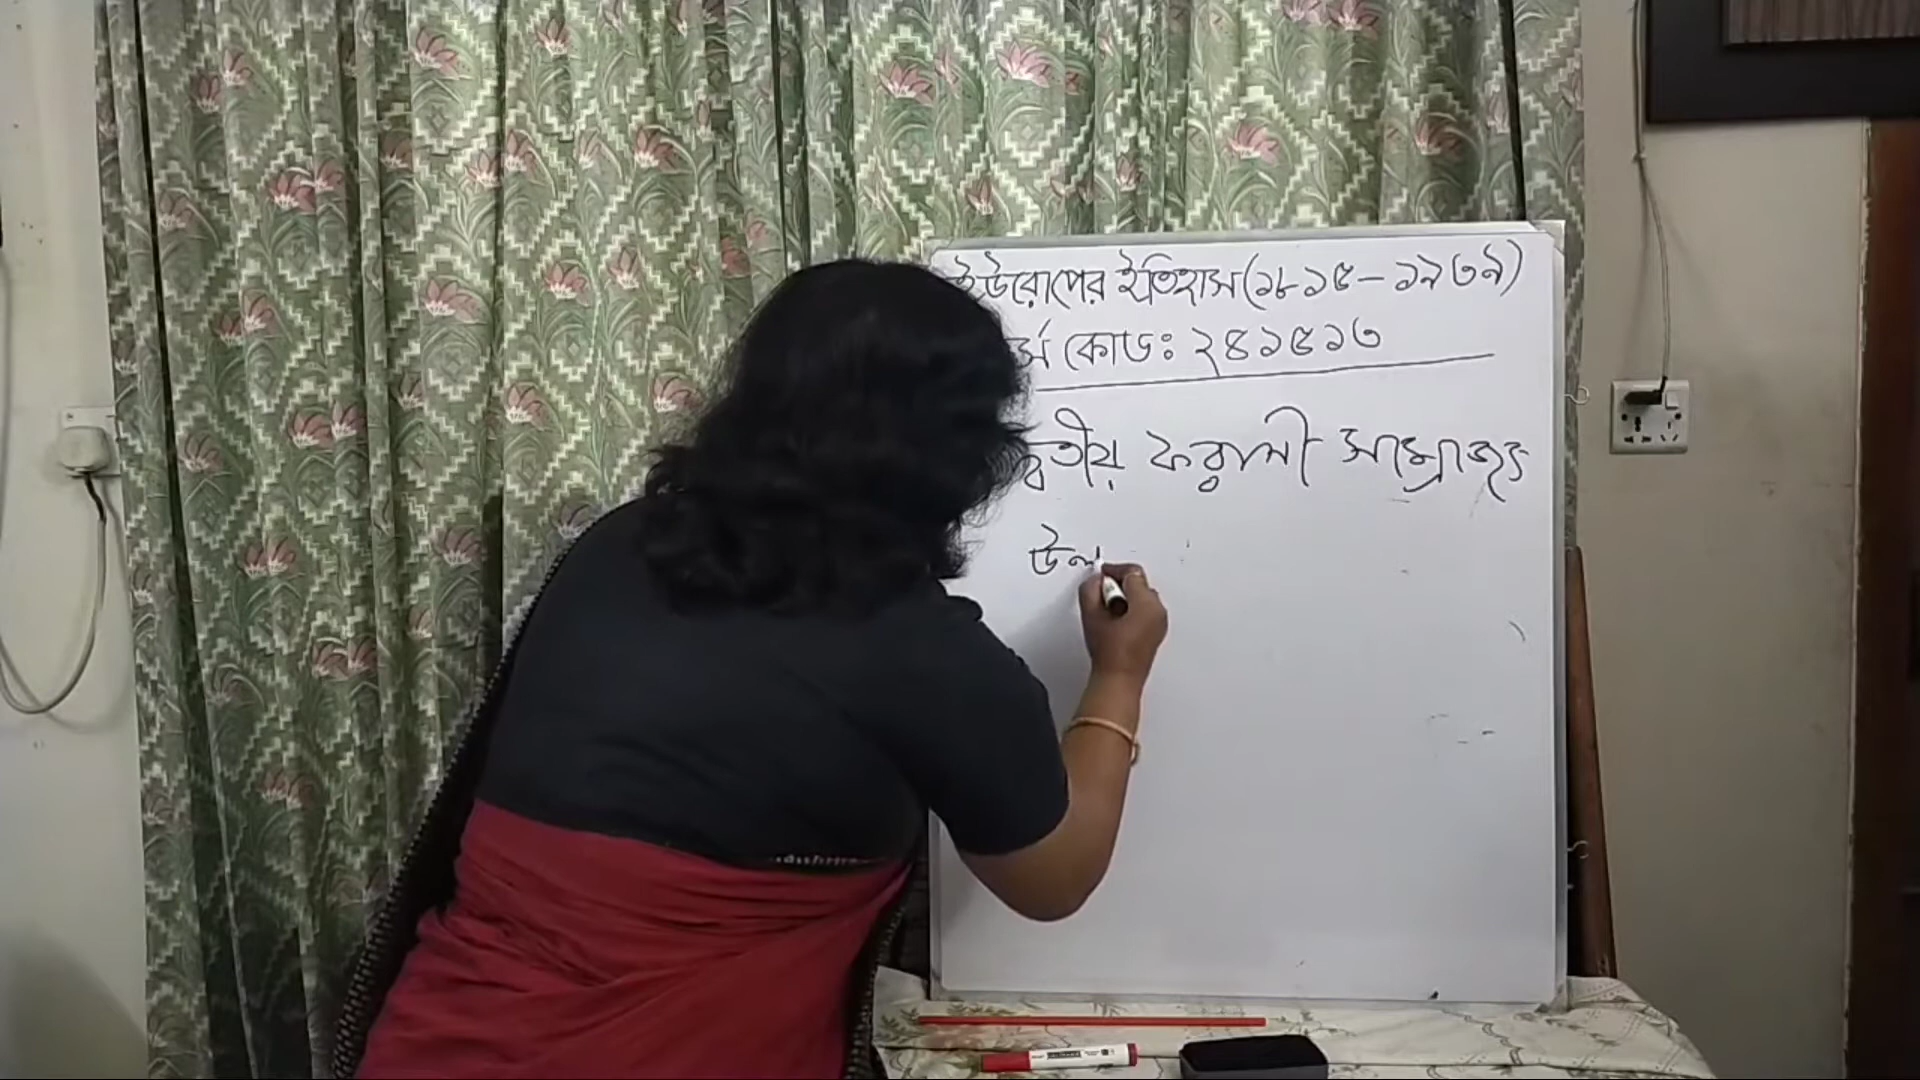 ইউরোপের ইতিহাস (১৮১৫ - ১৯৩৯)
র্স কোডঃ ২৪১৫১৩
দ্বিতীয় ফরাসী সাম্রাজ্য